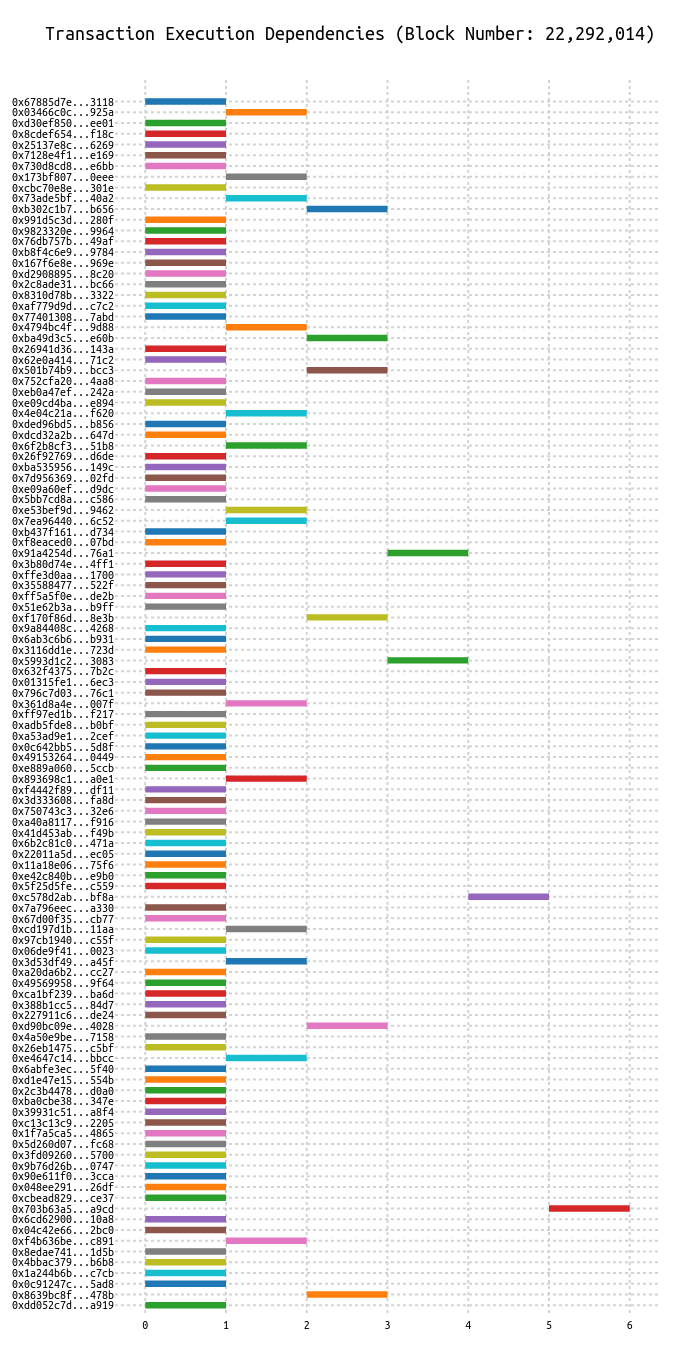 Transaction Execution Dependencies (Block Number: 22,292,014)
0x67885d7e...3118
0x03466c0c...925a
0xd30ef850...ee01
0x8cdef654...f18c
0x25137e8c...6269
0x7128e4f1...e169
0x730d8cd8...e6bb
0x173bf807...0eee
0xcbc70e8e...301e
0x73ade5bf...40a2
0xb302c1b7...b656
0x991d5c3d...280f
0x9823320e...9964
0x76db757b...49af
0xb8f4c6e9...9784
0x167f6e8e...969e
0xd2908895...8c20
0x2c8ade31...bc66
0x8310d78b...3322
0xaf779d9d...c7c2
0x77401308...7abd
0x4794bc4f...9d88
0xba49d3c5...e60b
0x26941d36...143a
0x62e0a414...71c2
0x501b74b9...bcc3
0x752cfa20...4aa8
0xeb0a47ef...242a
0xe09cd4ba...e894
0x4e04c21a...f620
0xded96bd5...b856
0xdcd32a2b...647d
0x6f2b8cf3...51b8
0x26f92769...d6de
0xba535956...149c
0x7d956369...02fd
0xe09a60ef...d9dc
0x5bb7cd8a...c586
0xe53bef9d...9462
0x7ea96440...6c52
0xb437f161...d734
0xf8eaced0...07bd
0x91a4254d...76a1
0x3b80d74e...4ff1
0xffe3d0aa...1700
0x35588477...522f
0xff5a5f0e...de2b
0x51e62b3a...b9ff
0xf170f86d...8e3b
0x9a84408c...4268
0x6ab3c6b6...b931
0x3116dd1e...723d
0x5993d1c2...3083
0x632f4375...7b2c
0x01315fe1...6ec3
0x796c7d03...76c1
0x361d8a4e...007f
0xff97ed1b...f217
0xadb5fde8...b0bf
0xa53ad9e1...2cef
0x0c642bb5...5d8f
0x49153264...0449
0xe889a060...5ccb
0x893698c1...a0e1
0xf4442f89...df11
0x3d333608...fa8d
0x750743c3...32e6
0xa40a8117...f916
0x41d453ab...f49b
0x6b2c81c0...471a
0x22011a5d...ec05
0x11a18e06...75f6
0xe42c840b...e9b0
0x5f25d5fe...c559
0xc578d2ab...bf8a
0x7a796eec...a330
0x67d00f35...cb77
0xcd197d1b...11aa
0x97cb1940...c55f
0x06de9f41...0023
0x3d53df49...a45f
0xa20da6b2...cc27
0x49569958...9f64
0xca1bf239...ba6d
0x388b1cc5...84d7
0x227911c6...de24
0xd90bc09e...4028
0x4a50e9be...7158
0x26eb1475...c5bf
0xe4647c14...bbcc
0x6abfe3ec...5f40
0xd1e47e15...554b
0x2c3b4478...d0a0
0xba0cbe38...347e
0x39931c51...a8f4
0xc13c13c9...2205
0x1f7a5ca5...4865
0x5d260d07...fc68
0x3fd09260...5700
0x9b76d26b...0747
0x90e611f0...3cca
0x048ee291...26df
0xcbead829...ce37
0x703b63a5...a9cd
0x6cd62900...10a8
0x04c42e66...2bc0
0xf4b636be...c891
0x8edae741...1d5b
0x4bbac379...b6b8
0x1a244b6b...c7cb
0x0c91247c...5ad8
0x8639bc8f...478b
0xdd052c7d...a919
0 1 2 3 4 5 6